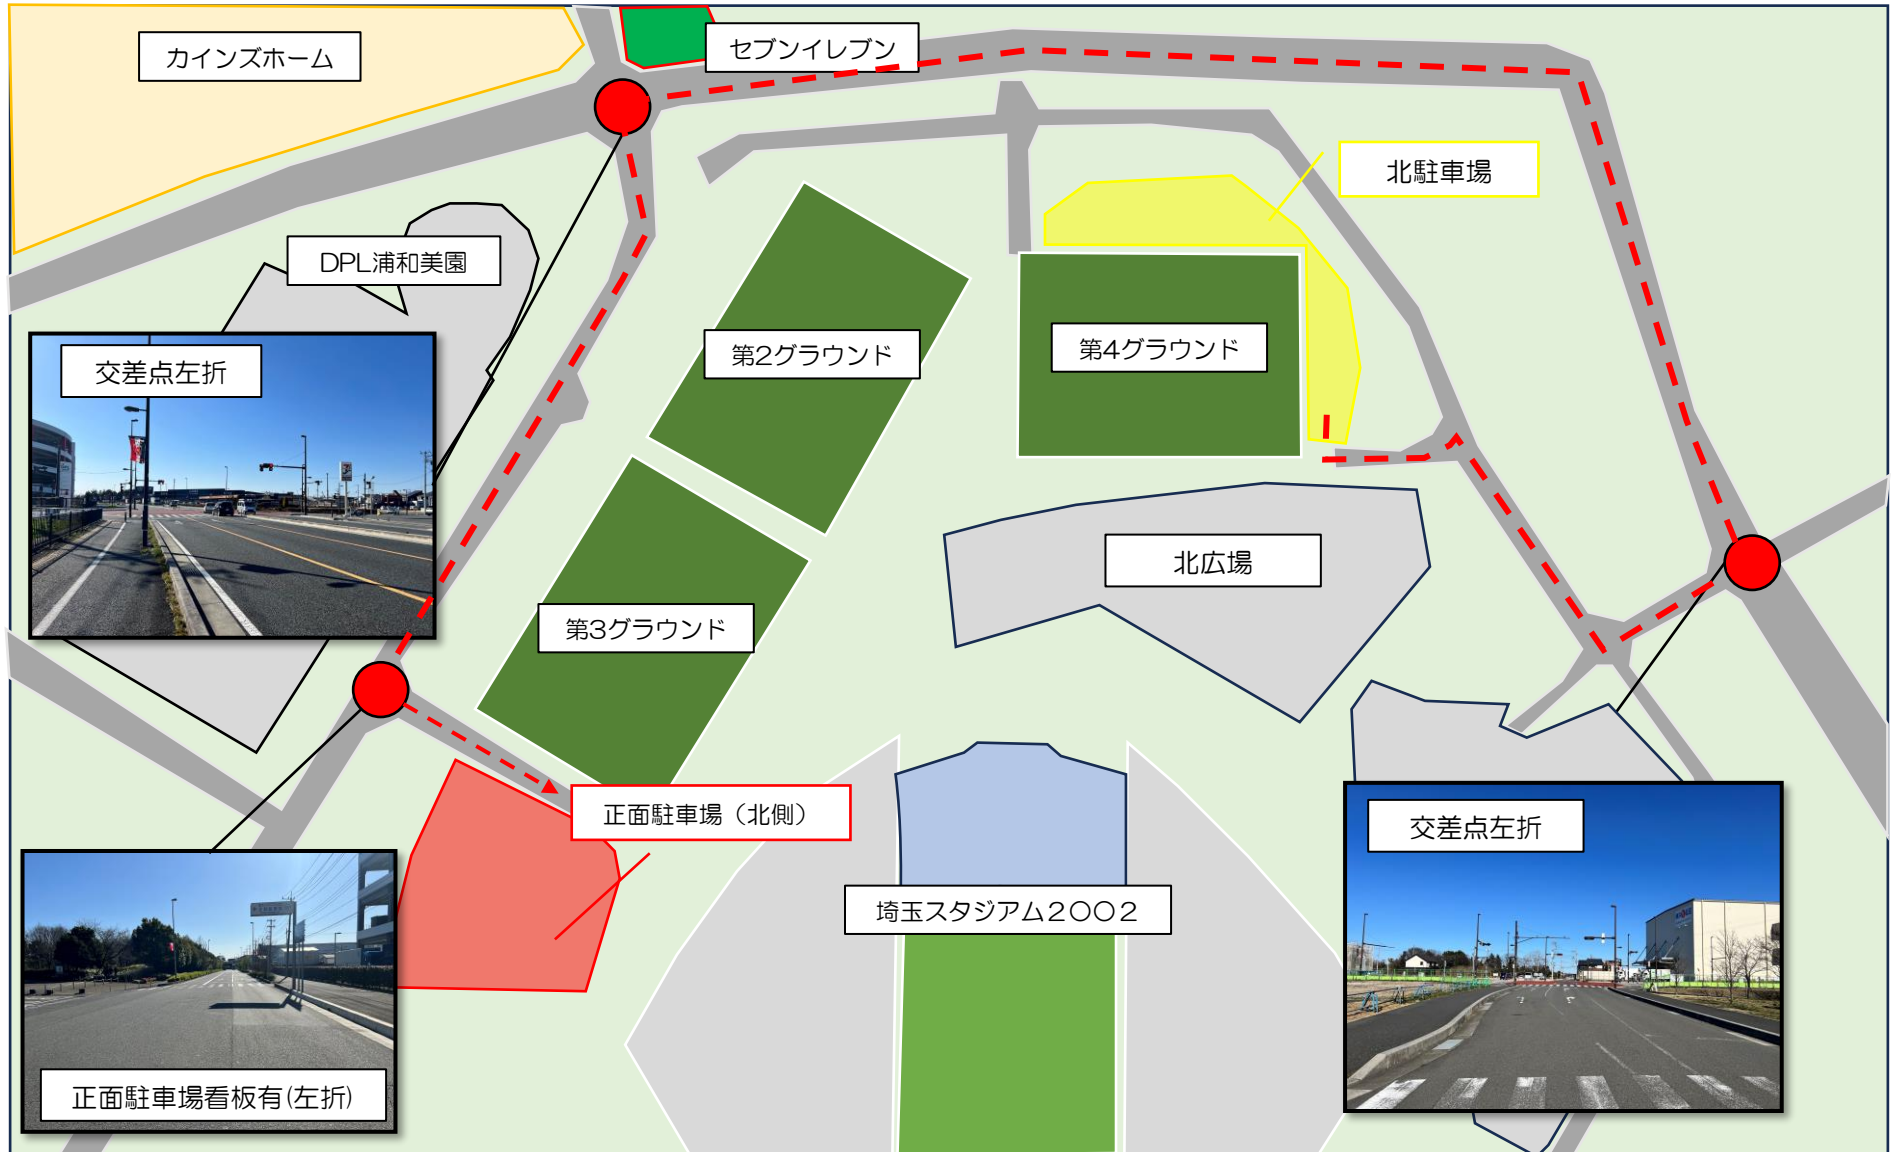 カインズホーム
セブンイレブン
北駐車場
DPL浦和美園
第2グラウンド
第4グラウンド
交差点左折
北広場
第3グラウンド
正面駐車場（北側）
交差点左折
埼玉スタジアム２〇〇２
正面駐車場看板有(左折)